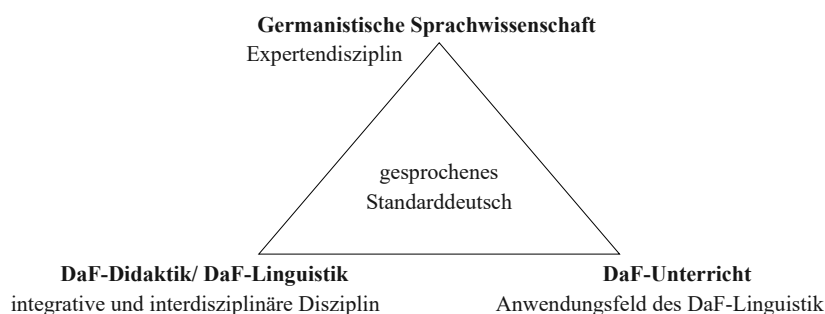 Germanistische Sprachwissenschaft
Expertendisziplin
gesprochenes
Standarddeutsch
DaF-Didaktik/ DaF-Linguistik
integrative und interdisziplinäre Disziplin
DaF-Unterricht
Anwendungsfeld des DaF-Linguistik